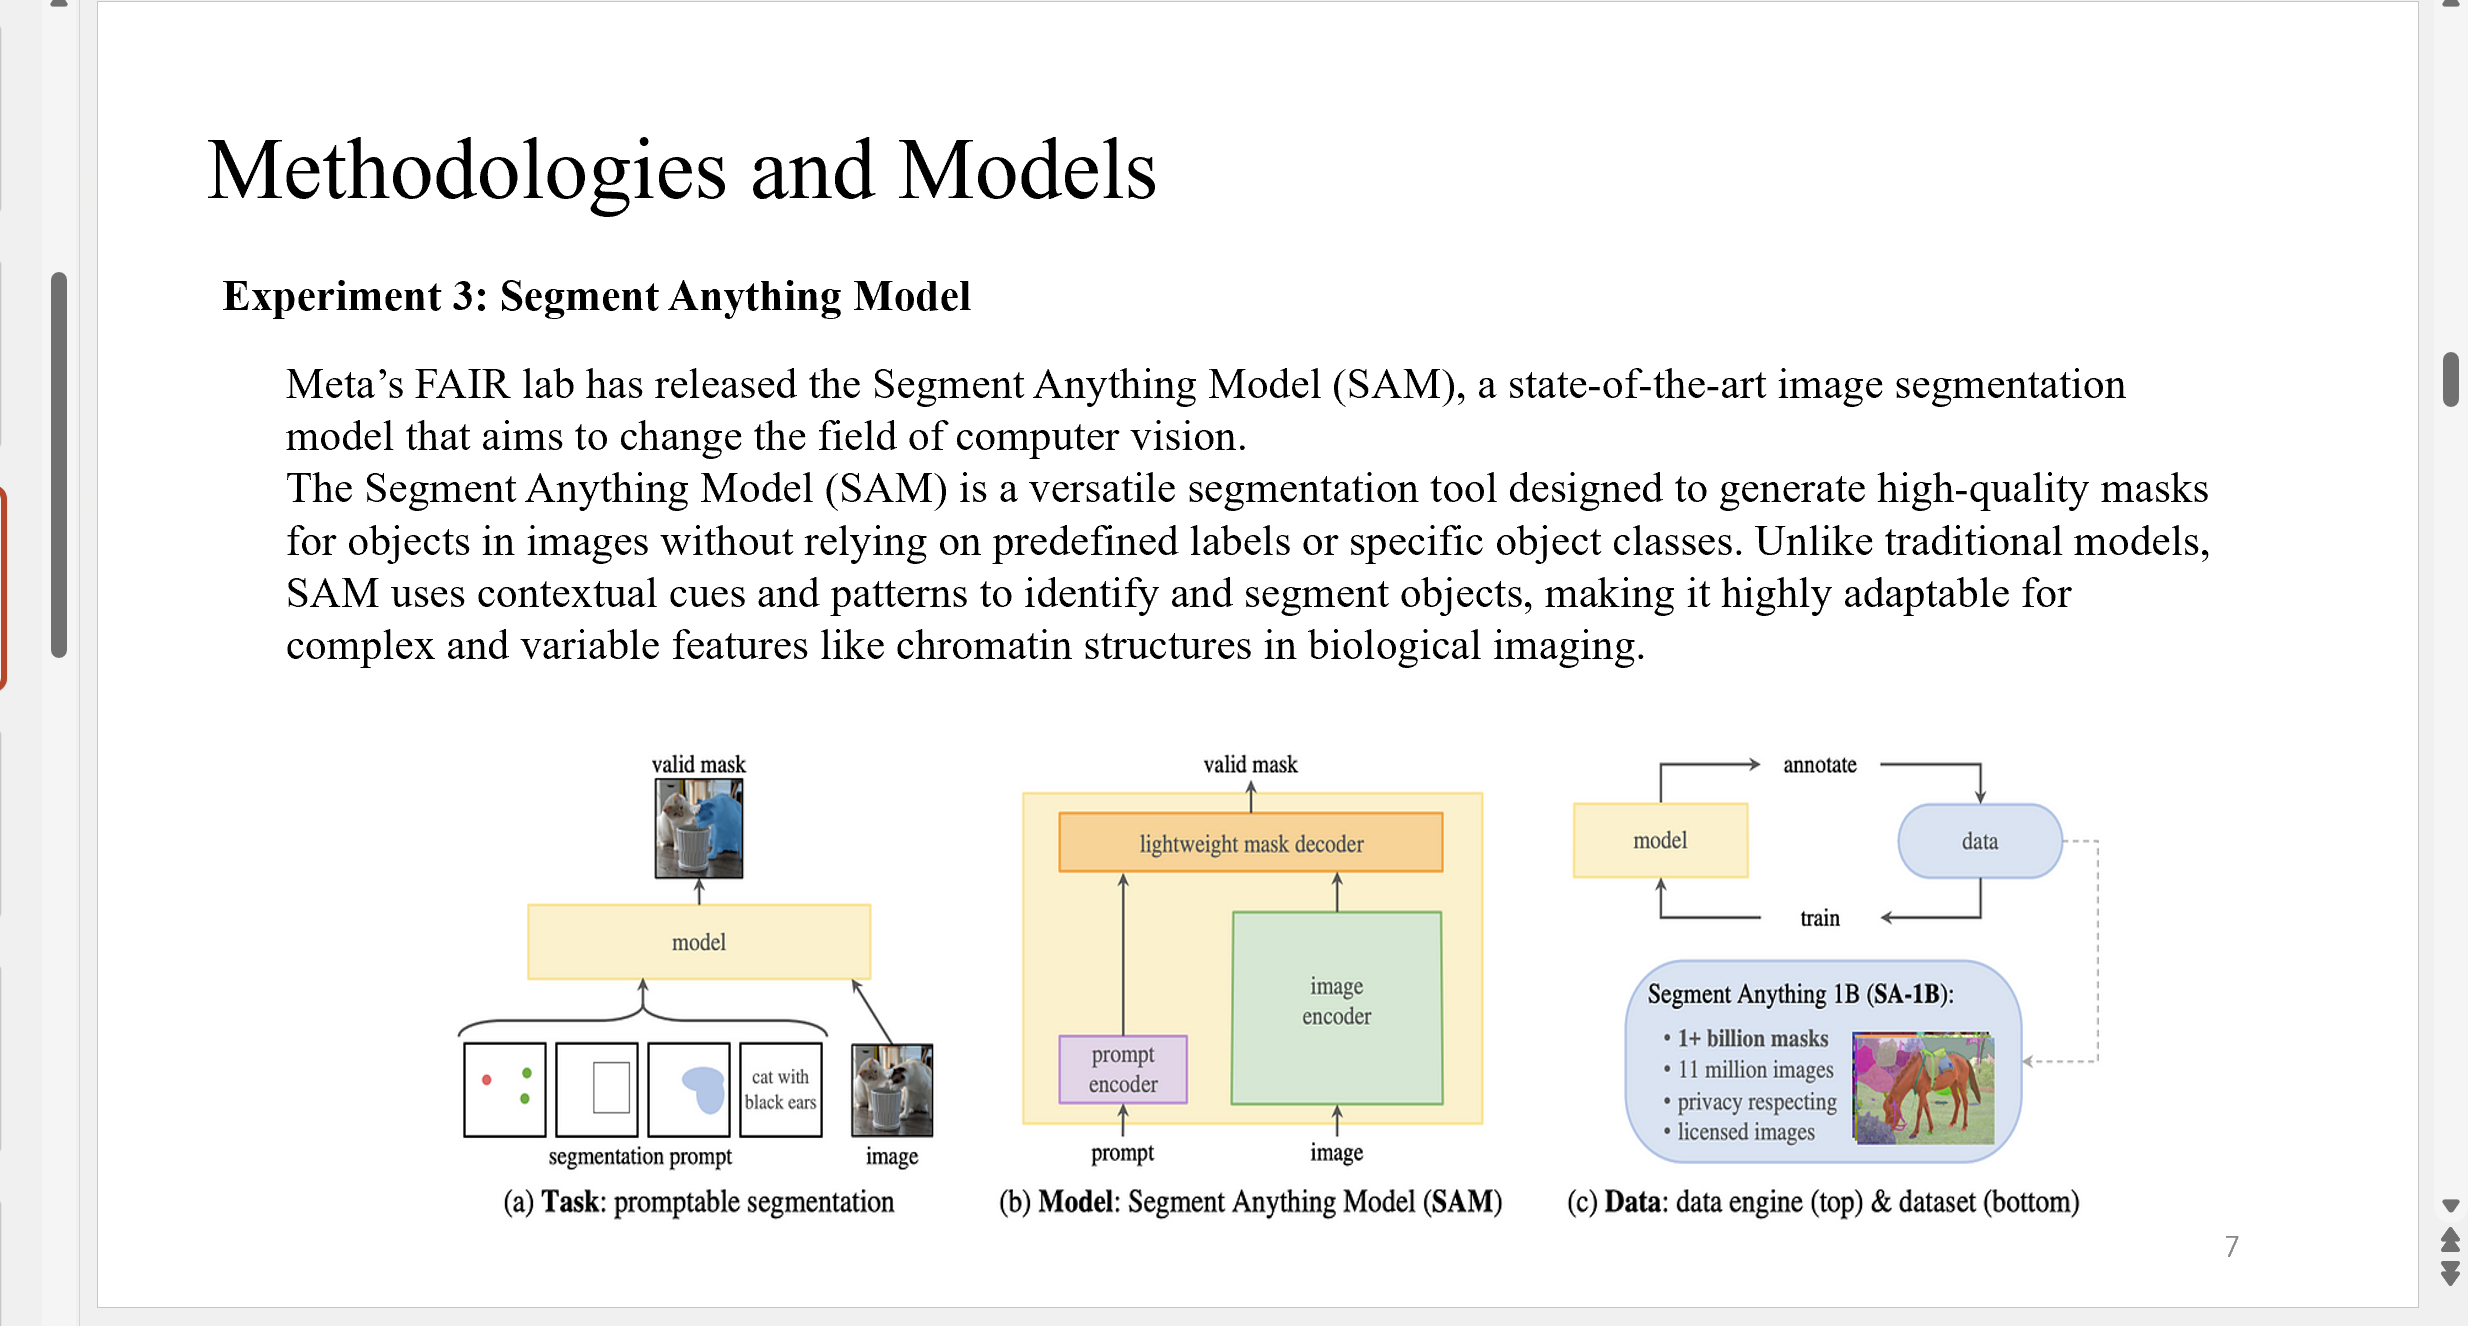 Methodologies and Models
Experiment 3: Segment Anything Model
Meta’s FAIR lab has released the Segment Anything Model (SAM), a state-of-the-art image segmentation
model that aims to change the field of computer vision.
The Segment Anything Model (SAM) is a versatile segmentation tool designed to generate high-quality masks
for objects in images without relying on predefined labels or specific object classes. Unlike traditional models,
SAM uses contextual cues and patterns to identify and segment objects, making it highly adaptable for
complex and variable features like chromatin structures in biological imaging.
valid mask
model
cat with
black ears
segmentation prompt
image
(a) Task: promptable segmentation
valid mask
lightweight mask decoder
image
encoder
prompt
encoder
prompt
image
(b) Model: Segment Anything Model (SAM)
annotate
model
data
train
Segment Anything 1B (SA-1B):
• 1+ billion masks
• 11 million images
• privacy respecting
• licensed images
(c) Data: data engine (top) & dataset (bottom)
7